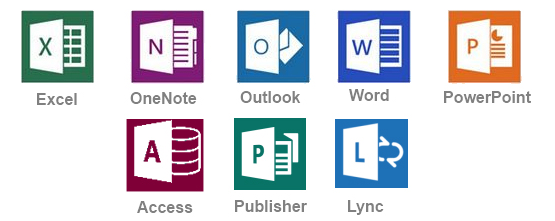 X N O W P
Excel OneNote Outlook Word PowerPoint
A P L
Access Publisher Lync